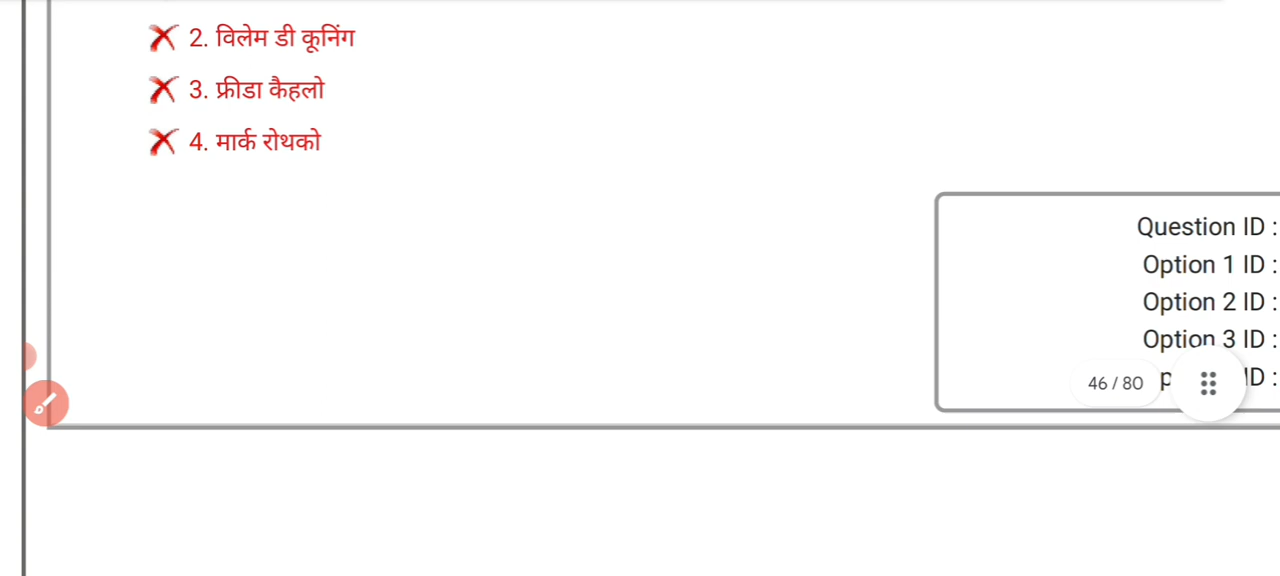 2. विलेम डी कूनिंग
3. फ्रीडा कैहलो
4. मार्क रोथको
Question ID :
Option 1 ID :
Option 2 ID :
Option 3 ID :
46 / 80
ID :